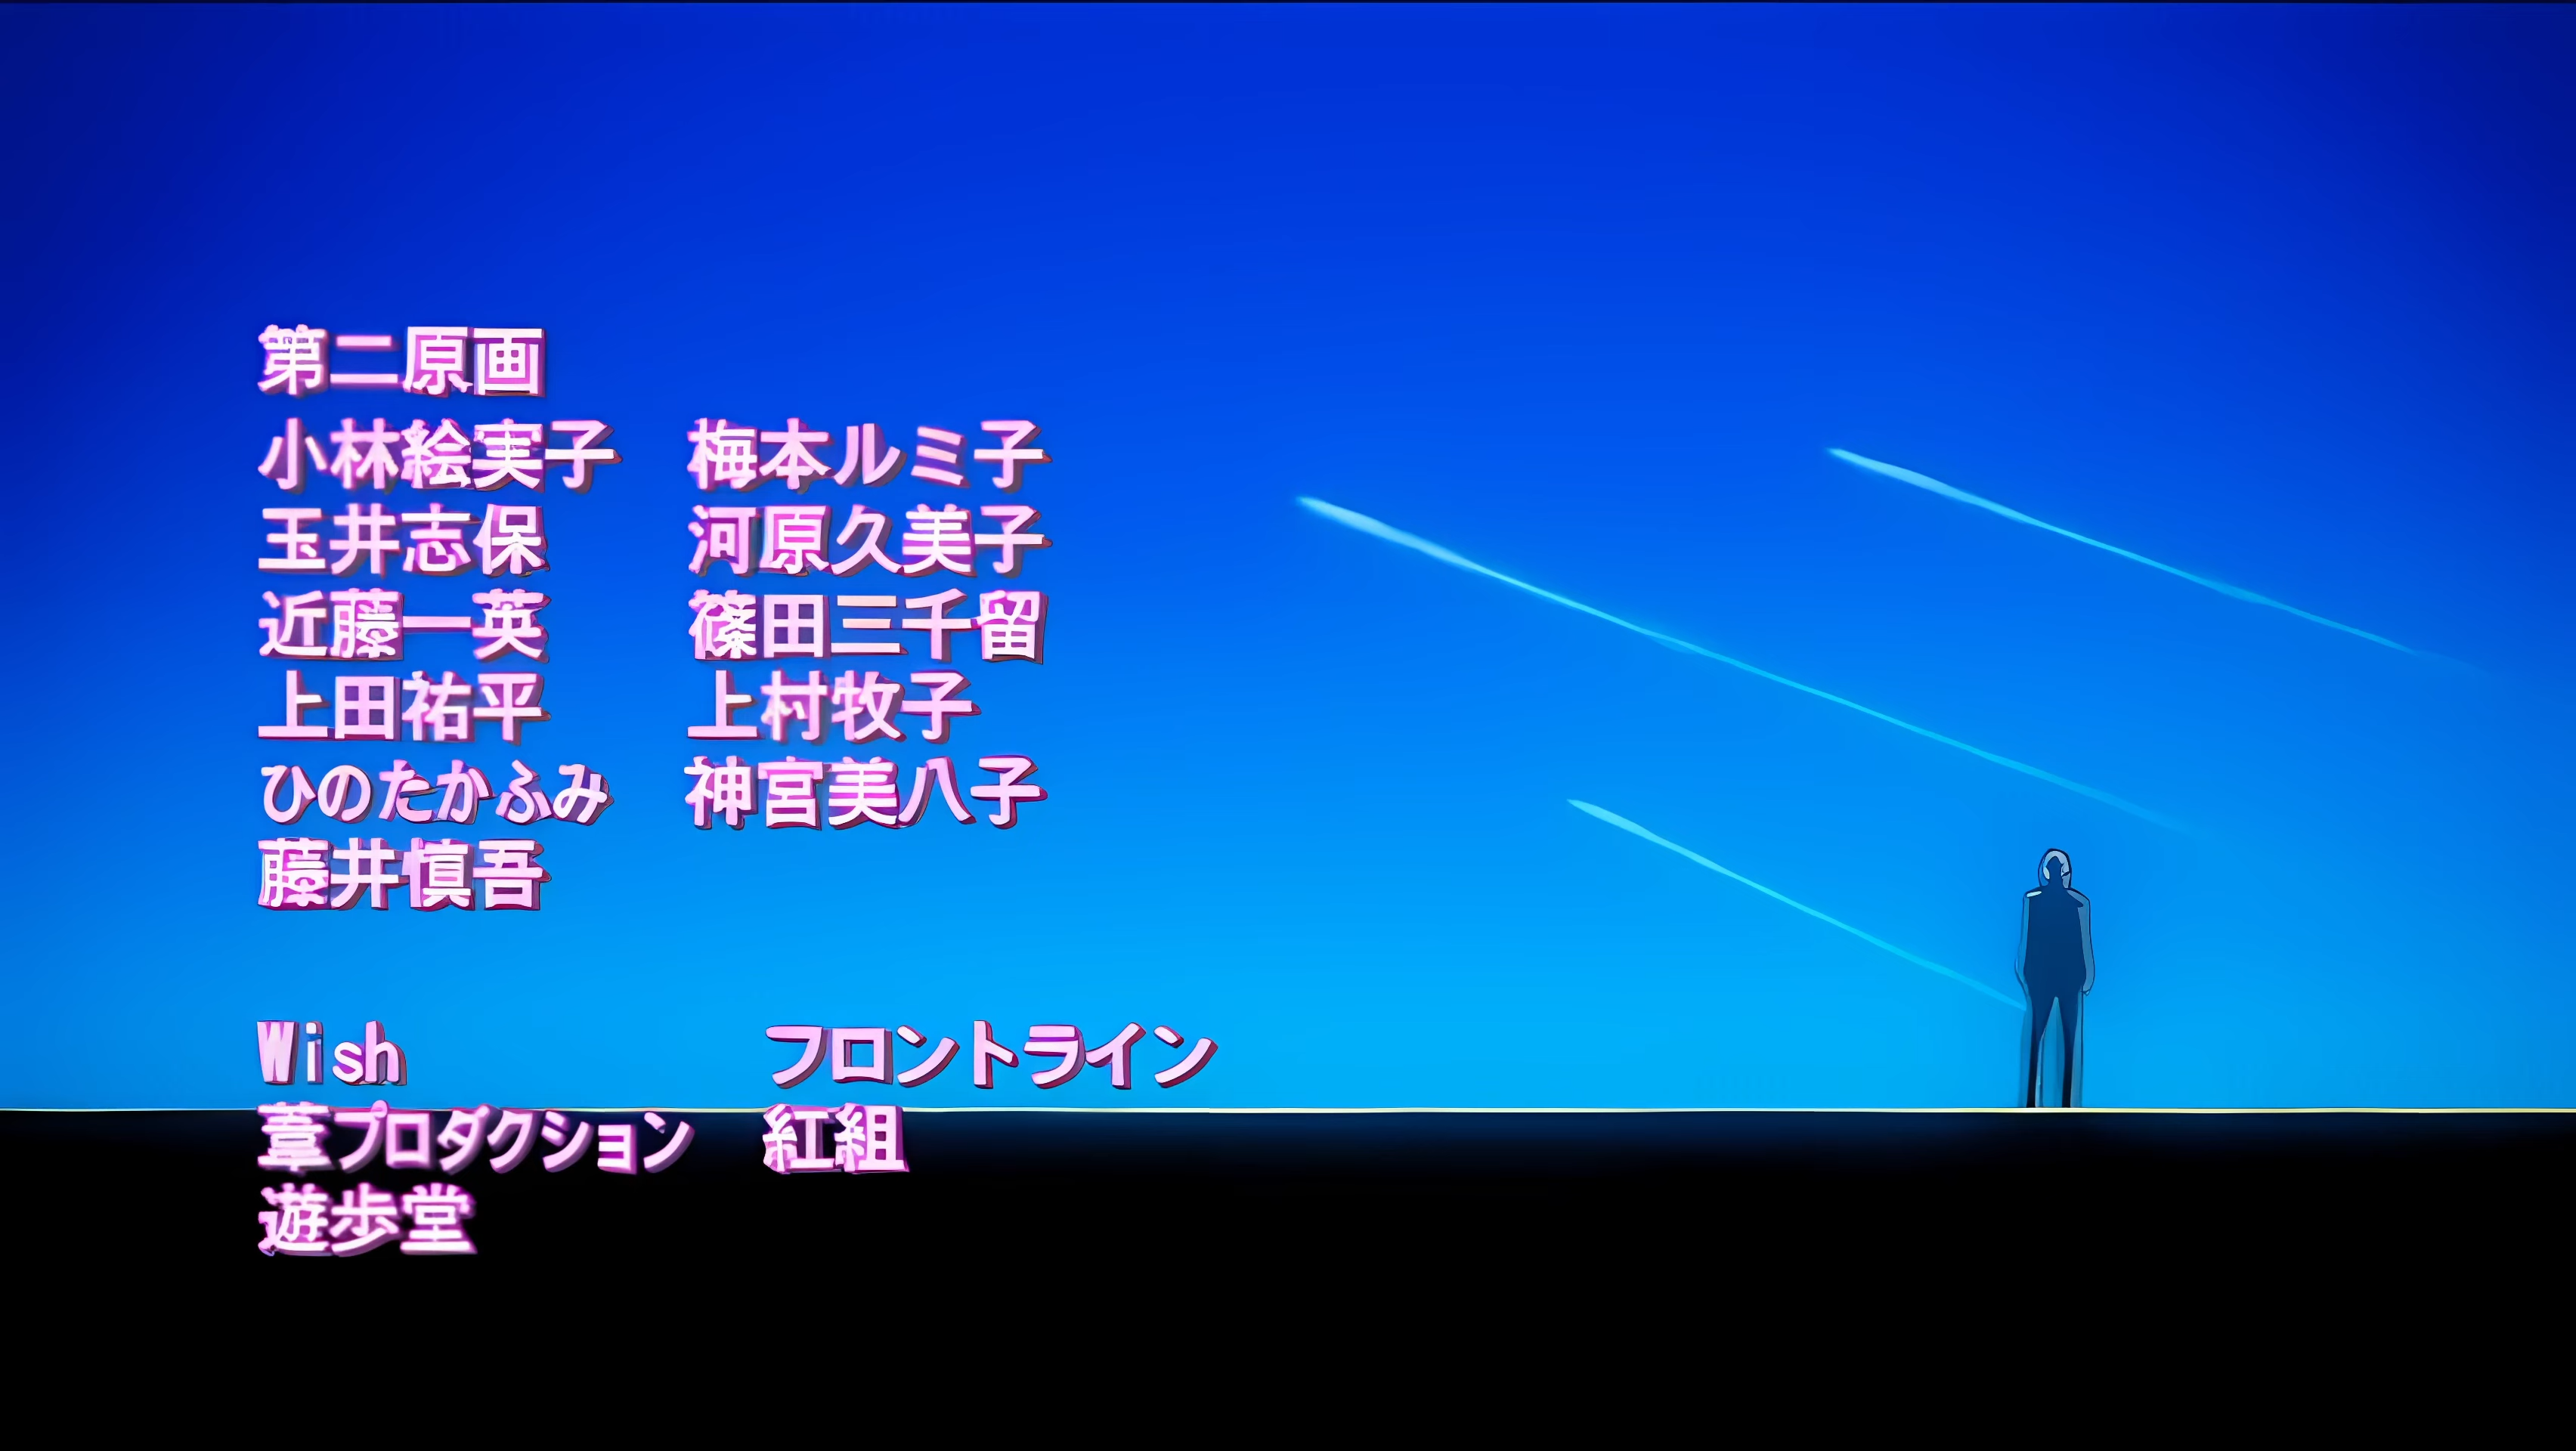 第二原画
小林絵実子 梅本ルミ子
玉井志保 河原久美子
近藤一英 篠田三千留
上田祐平 上村牧子
ひのたかふみ 神宮美八子
藤井慎吾
Wish フロントライン
葦プロダクション 紅組
遊歩堂